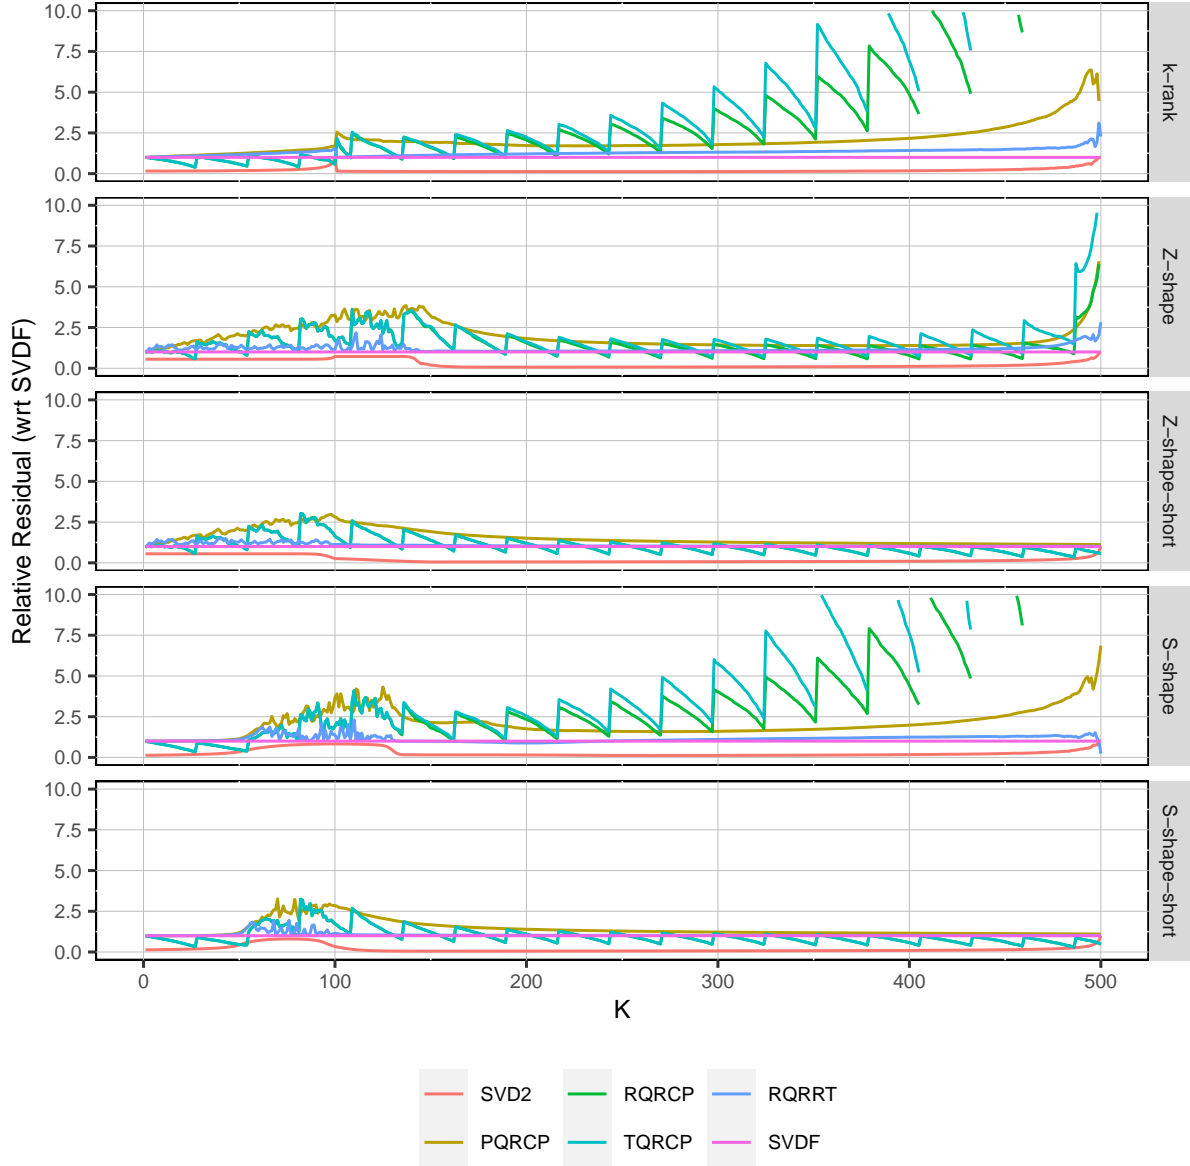 10.0
7.5
5.0
2.5
0.0
k−rank
10.0
7.5
5.0
2.5
0.0
Z−shape
10.0
7.5
5.0
2.5
0.0
Z−shape−short
10.0
7.5
5.0
2.5
0.0
S−shape
10.0
7.5
5.0
2.5
0.0
S−shape−short
Relative Residual (wrt SVDF)
0 100 200 300 400 500
K
SVD2 RQRCP RQRRT
PQRCP TQRCP SVDF